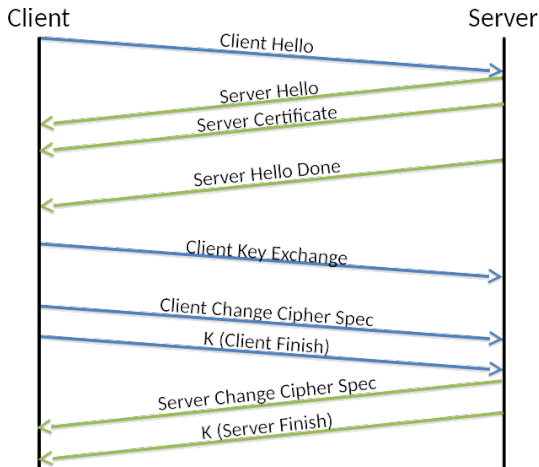 Client
Server
Client Hello
Server Hello
Server Certificate
Server Hello Done
Client Key Exchange
Client Change Cipher Spec
K (Client Finish)
Server Change Cipher Spec
K (Server Finish)